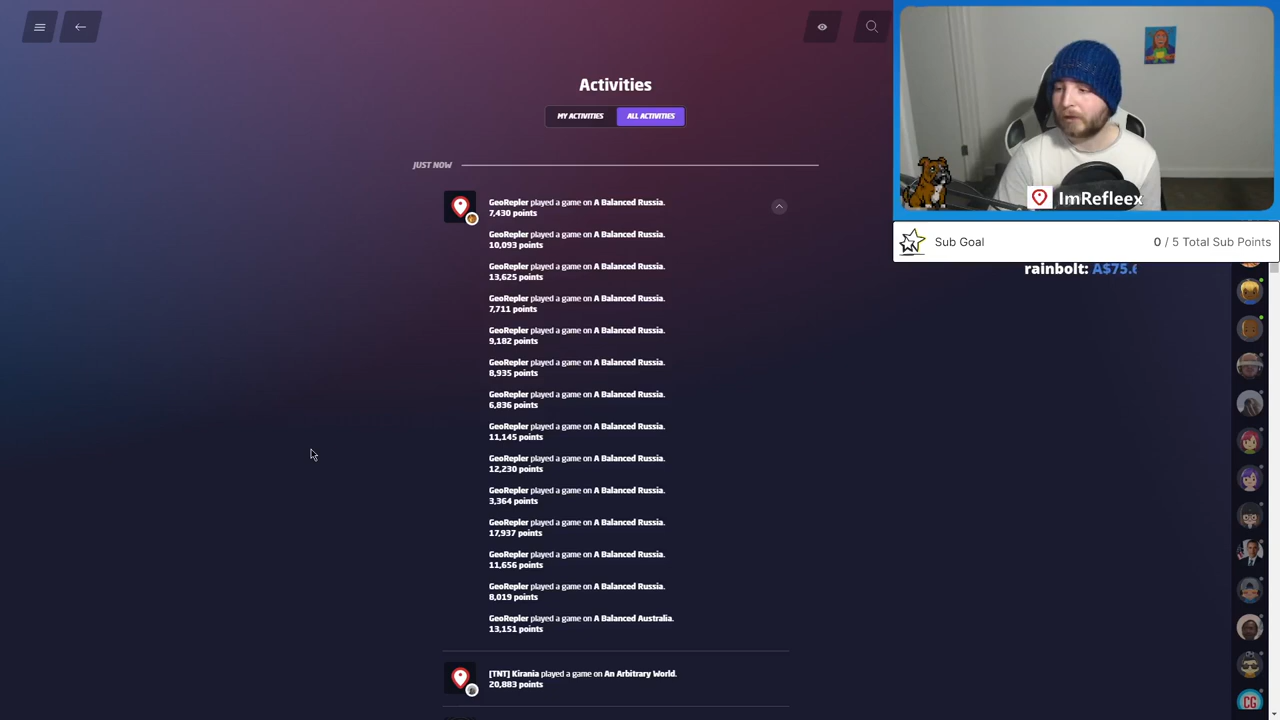 Activities
MY ACTIVITIES
ALL ACTIVITIES
JUST NOW
GeoRepler played a game on A Balanced Russia.
7,430 points
GeoRepler played a game on A Balanced Russia.
10,093 points
GeoRepler played a game on A Balanced Russia.
13,625 points
GeoRepler played a game on A Balanced Russia.
7,711 points
GeoRepler played a game on A Balanced Russia.
9,182 points
GeoRepler played a game on A Balanced Russia.
8,935 points
GeoRepler played a game on A Balanced Russia.
6,836 points
GeoRepler played a game on A Balanced Russia.
11,145 points
GeoRepler played a game on A Balanced Russia.
12,230 points
GeoRepler played a game on A Balanced Russia.
3,364 points
GeoRepler played a game on A Balanced Russia.
17,937 points
GeoRepler played a game on A Balanced Russia.
11,656 points
GeoRepler played a game on A Balanced Russia.
8,019 points
GeoRepler played a game on A Balanced Australia.
13,151 points
[TNT] Kirania played a game on An Arbitrary World.
20,883 points
ImRefleex
Sub Goal
0 / 5 Total Sub Points
rainbolt:
CG